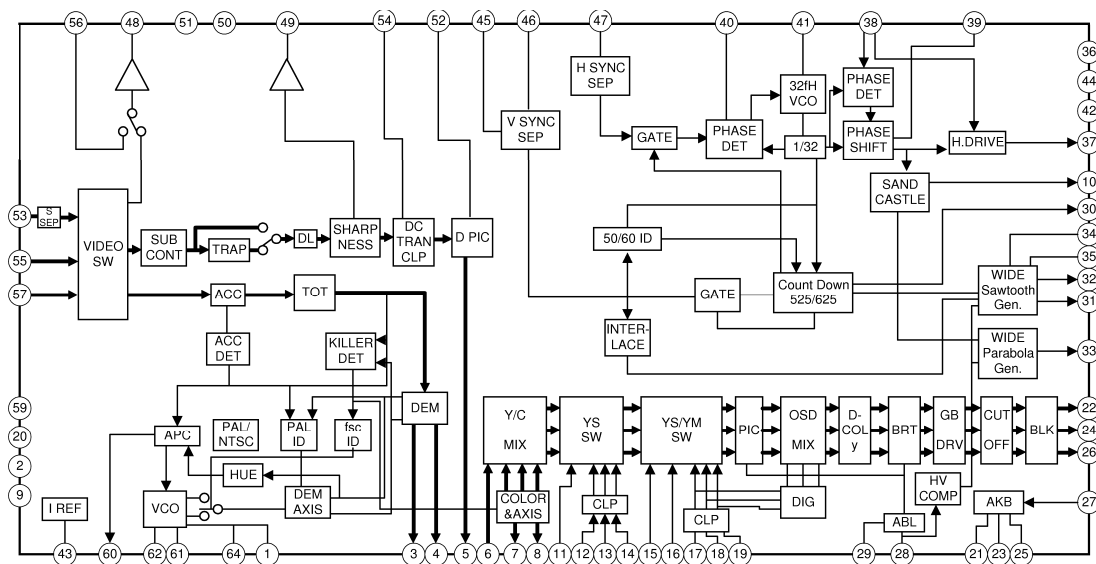 56 48 51 50 49 54 52 45 46 47 40 41 38 39
36
44
42
37
10
30
34
35
32
31
33
22
24
26
27
53
55
57
59
20
2
9
43 60 62 61 64 1 3 4 5 6 7 8 11 12 13 14 15 16 17 18 19 29 28 21 23 25
H SYNC
SEP
V SYNC
SEP
GATE
PHASE
DET
32fH
VCO
1/32
PHASE
DET
PHASE
SHIFT
H.DRIVE
SAND
CASTLE
S
SEP
VIDEO
SW
SUB
CONT
TRAP
DL
SHARP
NESS
DC
TRAN
CLP
D PIC
50/60 ID
GATE
Count Down
525/625
INTER-
LACE
WIDE
Sawtooth
Gen.
WIDE
Parabola
Gen.
ACC
TOT
ACC
DET
KILLER
DET
DEM
APC
PAL/
NTSC
PAL
ID
fsc
ID
HUE
VCO
DEM
AXIS
I REF
Y/C
MIX
YS
SW
YS/YM
SW
PIC
OSD
MIX
D-
COL
γ
BRT
GB
DRV
CUT
OFF
BLK
COLOR
&AXIS
CLP
CLP
DIG
HV
COMP
ABL
AKB